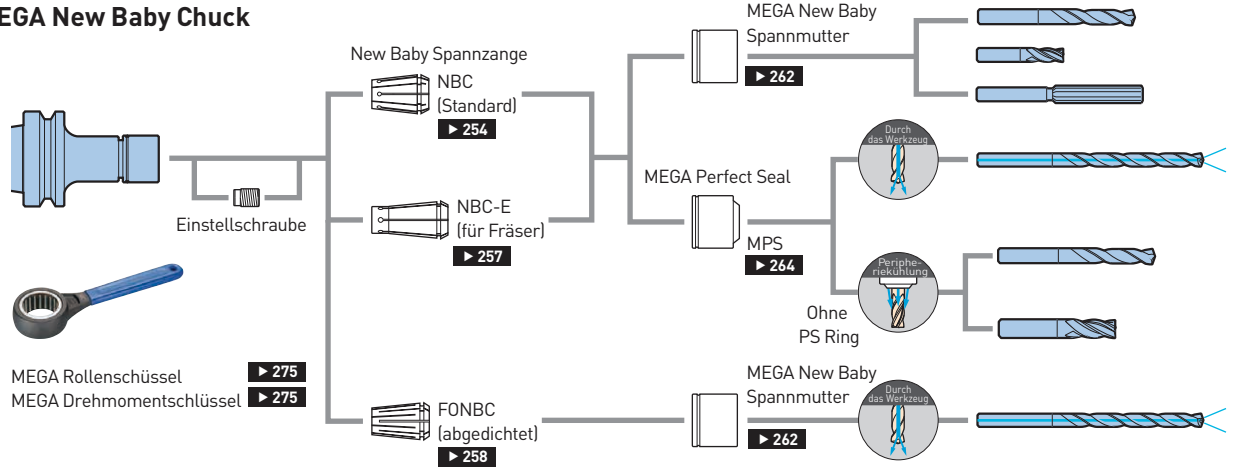 EGA New Baby Chuck
New Baby Spannzange
NBC
(Standard)
▶ 254
NBC-E
(für Fräser)
▶ 257
FONBC
(abgedichtet)
▶ 258
Einstellschraube
MEGA Rollenschüssel ▶ 275
MEGA Drehmomentschlüssel ▶ 275
MEGA New Baby
Spannmutter
▶ 262
MEGA Perfect Seal
MPS
▶ 264
Durch
das Werkzeug
Periphe-
riekühlung
Ohne
PS Ring
MEGA New Baby
Spannmutter
▶ 262
Durch
das Werkzeug